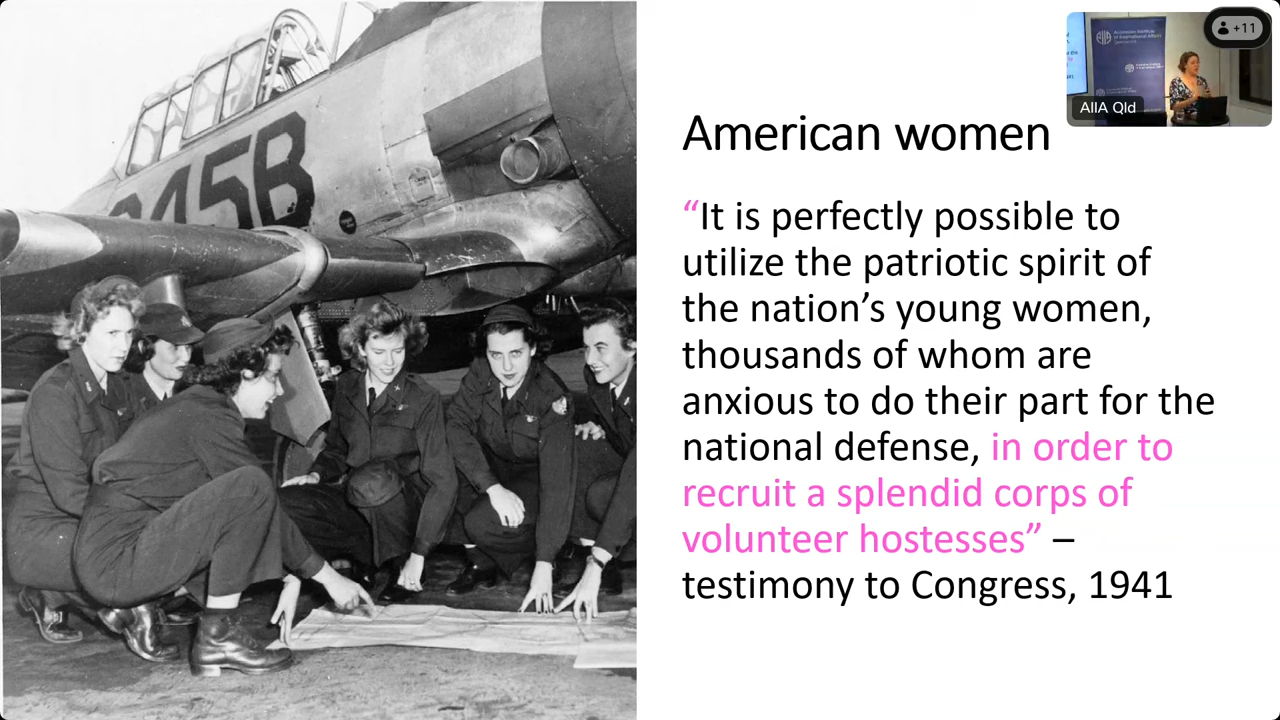 American women
“It is perfectly possible to
utilize the patriotic spirit of
the nation’s young women,
thousands of whom are
anxious to do their part for the
national defense, in order to
recruit a splendid corps of
volunteer hostesses” –
testimony to Congress, 1941
+11
AIIA Qld